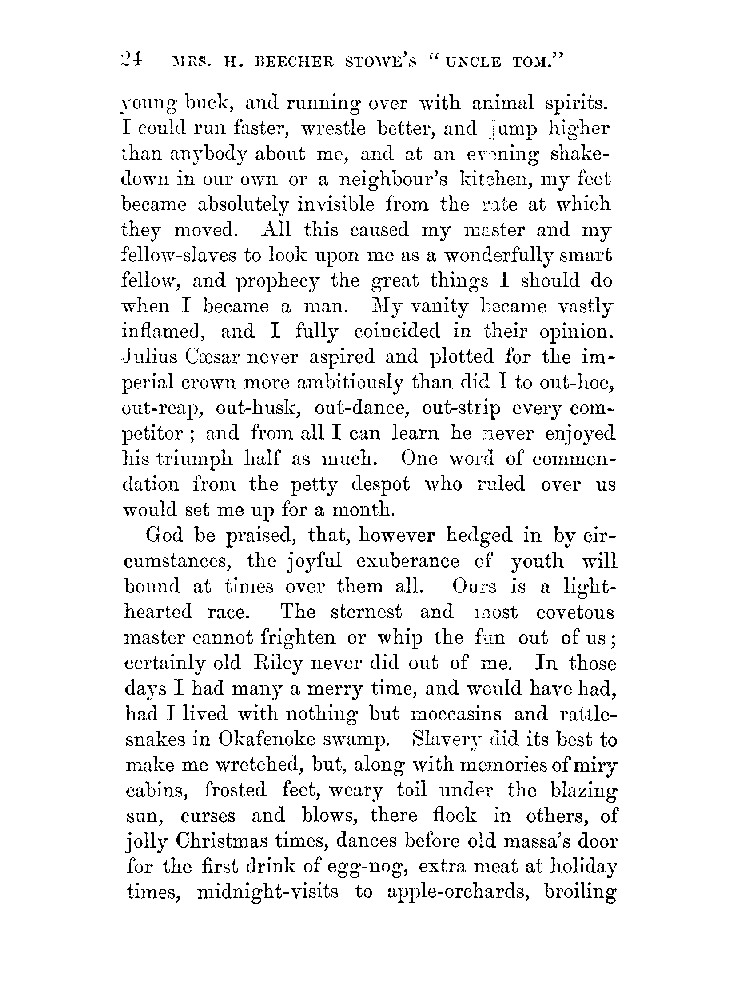 24 MRS. H. BEECHER STOWE'S "UNCLE TOM."
young buck, and running over with animal spirits.
I could run faster, wrestle better, and jump higher
than anybody about me, and at an evening shake-
down in our own or a neighbour's kitchen, my feet
became absolutely invisible from the rate at which
they moved. All this caused my master and my
fellow-slaves to look upon me as a wonderfully smart
fellow, and prophecy the great things I should do
when I became a man. My vanity became vastly
inflamed, and I fully coincided in their opinion.
Julius Cæsar never aspired and plotted for the im-
perial crown more ambitiously than did I to out-hoe,
out-reap, out-husk, out-dance, out-strip every com-
petitor; and from all I can learn he never enjoyed
his triumph half as much. One word of commen-
dation from the petty despot who ruled over us
would set me up for a month.
God be praised, that, however hedged in by cir-
cumstances, the joyful exuberance of youth will
bound at times over them all. Ours is a light-
hearted race. The sternest and most covetous
master cannot frighten or whip the fun out of us;
certainly old Riley never did out of me. In those
days I had many a merry time, and would have had,
had I lived with nothing but moccasins and rattle-
snakes in Okafenoke swamp. Slavery did its best to
make me wretched, but, along with memories of miry
cabins, frosted feet, weary toil under the blazing
sun, curses and blows, there flock in others, of
jolly Christmas times, dances before old massa's door
for the first drink of egg-nog, extra meat at holiday
times, midnight-visits to apple-orchards, broiling